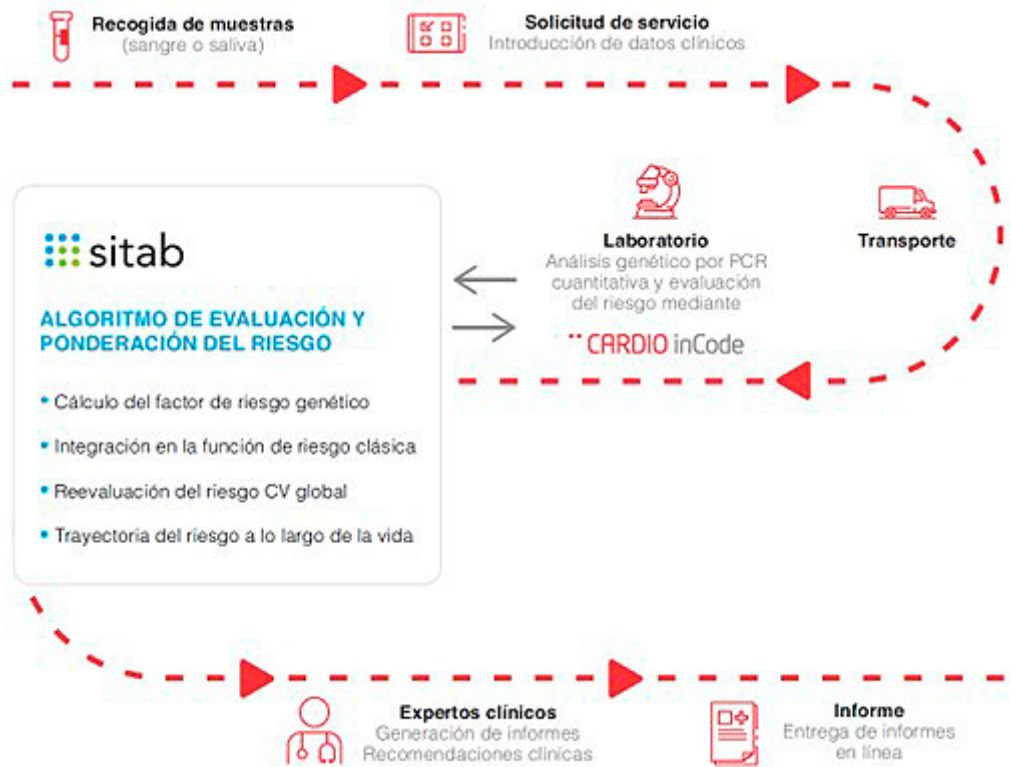 Recogida de muestras
(sangre o saliva)
Solicitud de servicio
Introducción de datos clínicos
Transporte
Laboratorio
Análisis genético por PCR
cuantitativa y evaluación
del riesgo mediante
CARDIO inCode
sitab
ALGORITMO DE EVALUACIÓN Y
PONDERACIÓN DEL RIESGO
• Cálculo del factor de riesgo genético
• Integración en la función de riesgo clásica
• Reevaluación del riesgo CV global
• Trayectoria del riesgo a lo largo de la vida
Expertos clínicos
Generación de informes
Recomendaciones clínicas
Informe
Entrega de informes
en línea